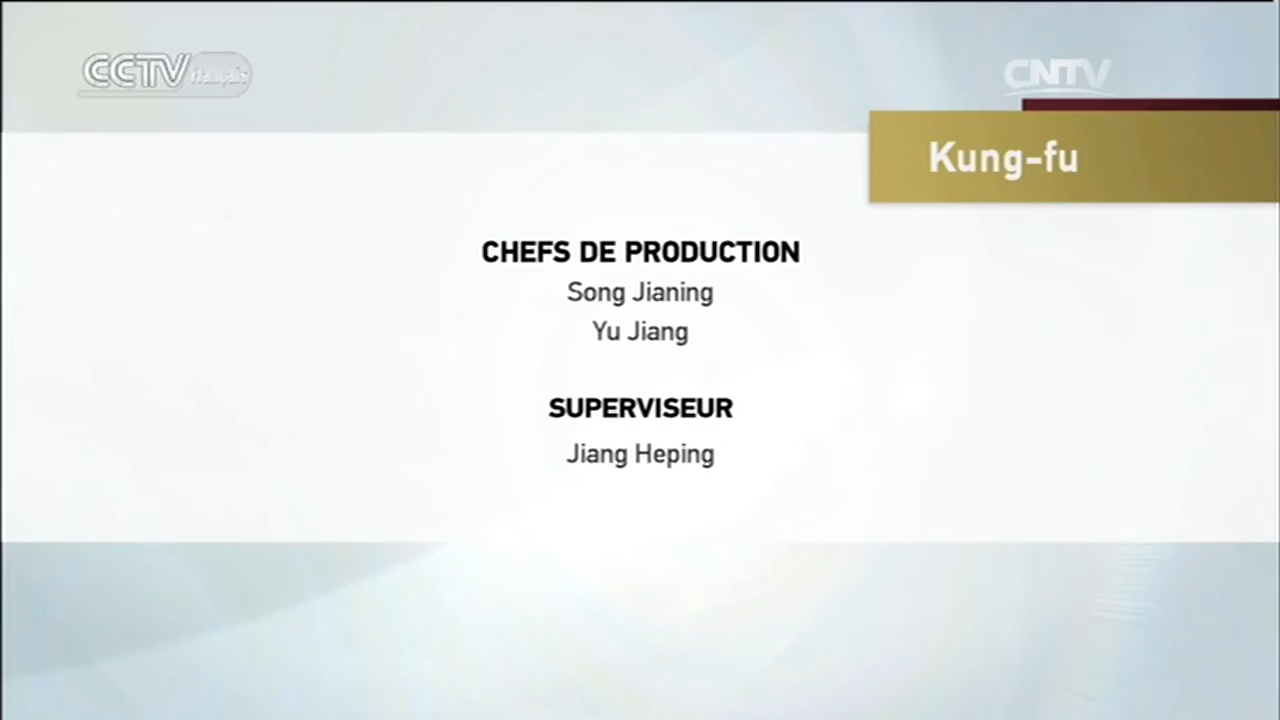 CCTV français
CNTV
Kung-fu
CHEFS DE PRODUCTION
Song Jianing
Yu Jiang
SUPERVISEUR
Jiang Heping